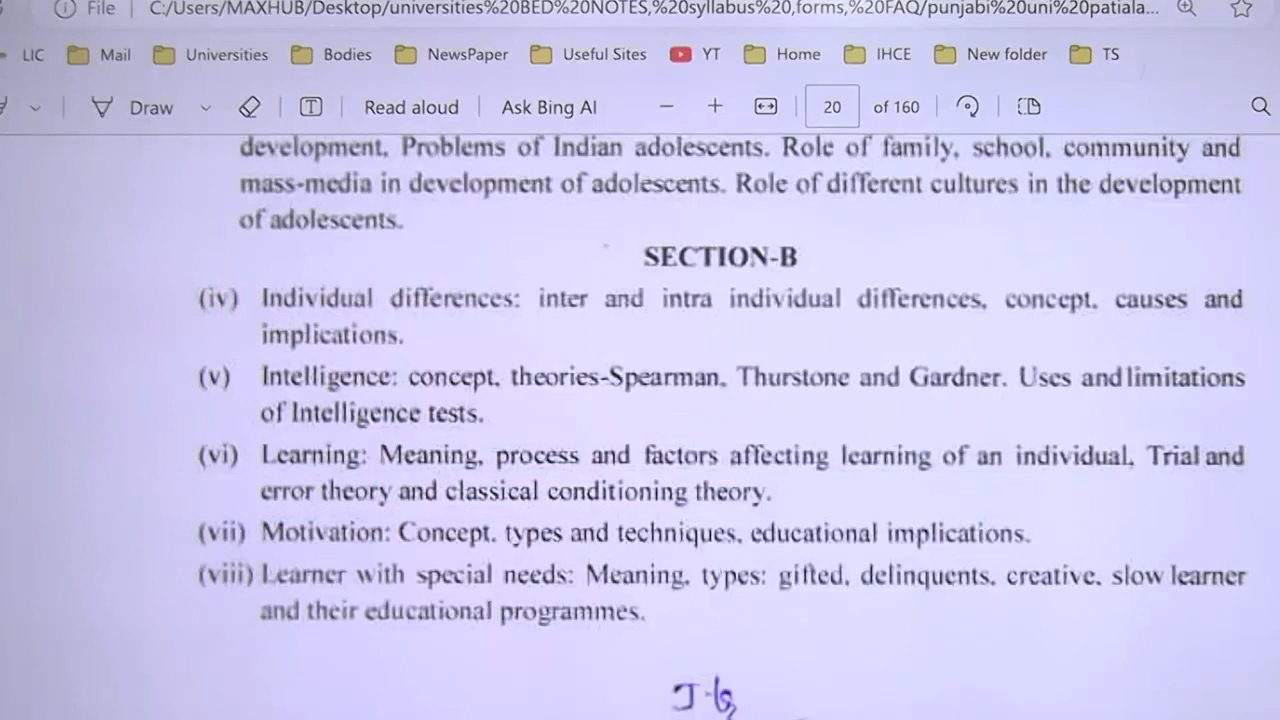 File | C:/Users/MAXHUB/Desktop/universities%20BED%20NOTES,%20syllabus%20,forms,%20FAQ/punjabi%20uni%20patiala...
LIC Mail Universities Bodies NewsPaper Useful Sites YT Home IHCE New folder TS
Draw Read aloud Ask Bing AI 20 of 160
development, Problems of Indian adolescents. Role of family, school, community and
mass-media in development of adolescents. Role of different cultures in the development
of adolescents.
SECTION-B
(iv) Individual differences: inter and intra individual differences, concept, causes and
implications.
(v) Intelligence: concept, theories-Spearman, Thurstone and Gardner. Uses and limitations
of Intelligence tests.
(vi) Learning: Meaning, process and factors affecting learning of an individual, Trial and
error theory and classical conditioning theory.
(vii) Motivation: Concept, types and techniques, educational implications.
(viii) Learner with special needs: Meaning, types: gifted, delinquents, creative, slow learner
and their educational programmes.